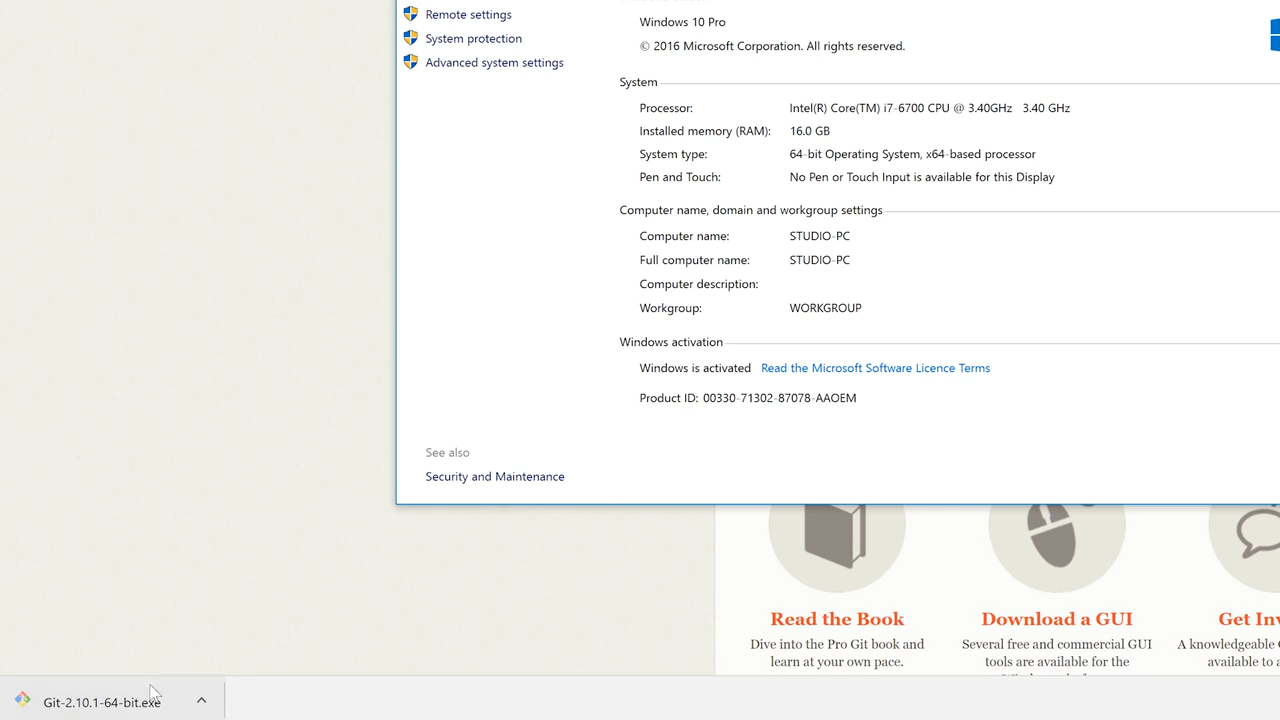 Remote settings
System protection
Advanced system settings
Windows 10 Pro
© 2016 Microsoft Corporation. All rights reserved.
System
Processor: Intel(R) Core(TM) i7-6700 CPU @ 3.40GHz 3.40 GHz
Installed memory (RAM): 16.0 GB
System type: 64-bit Operating System, x64-based processor
Pen and Touch: No Pen or Touch Input is available for this Display
Computer name, domain and workgroup settings
Computer name: STUDIO-PC
Full computer name: STUDIO-PC
Computer description:
Workgroup: WORKGROUP
Windows activation
Windows is activated Read the Microsoft Software Licence Terms
Product ID: 00330-71302-87078-AAOEM
See also
Security and Maintenance
Read the Book
Dive into the Pro Git book and
learn at your own pace.
Download a GUI
Several free and commercial GUI
tools are available for the
Get
A knowledgeable
available to
Git-2.10.1-64-bit.exe